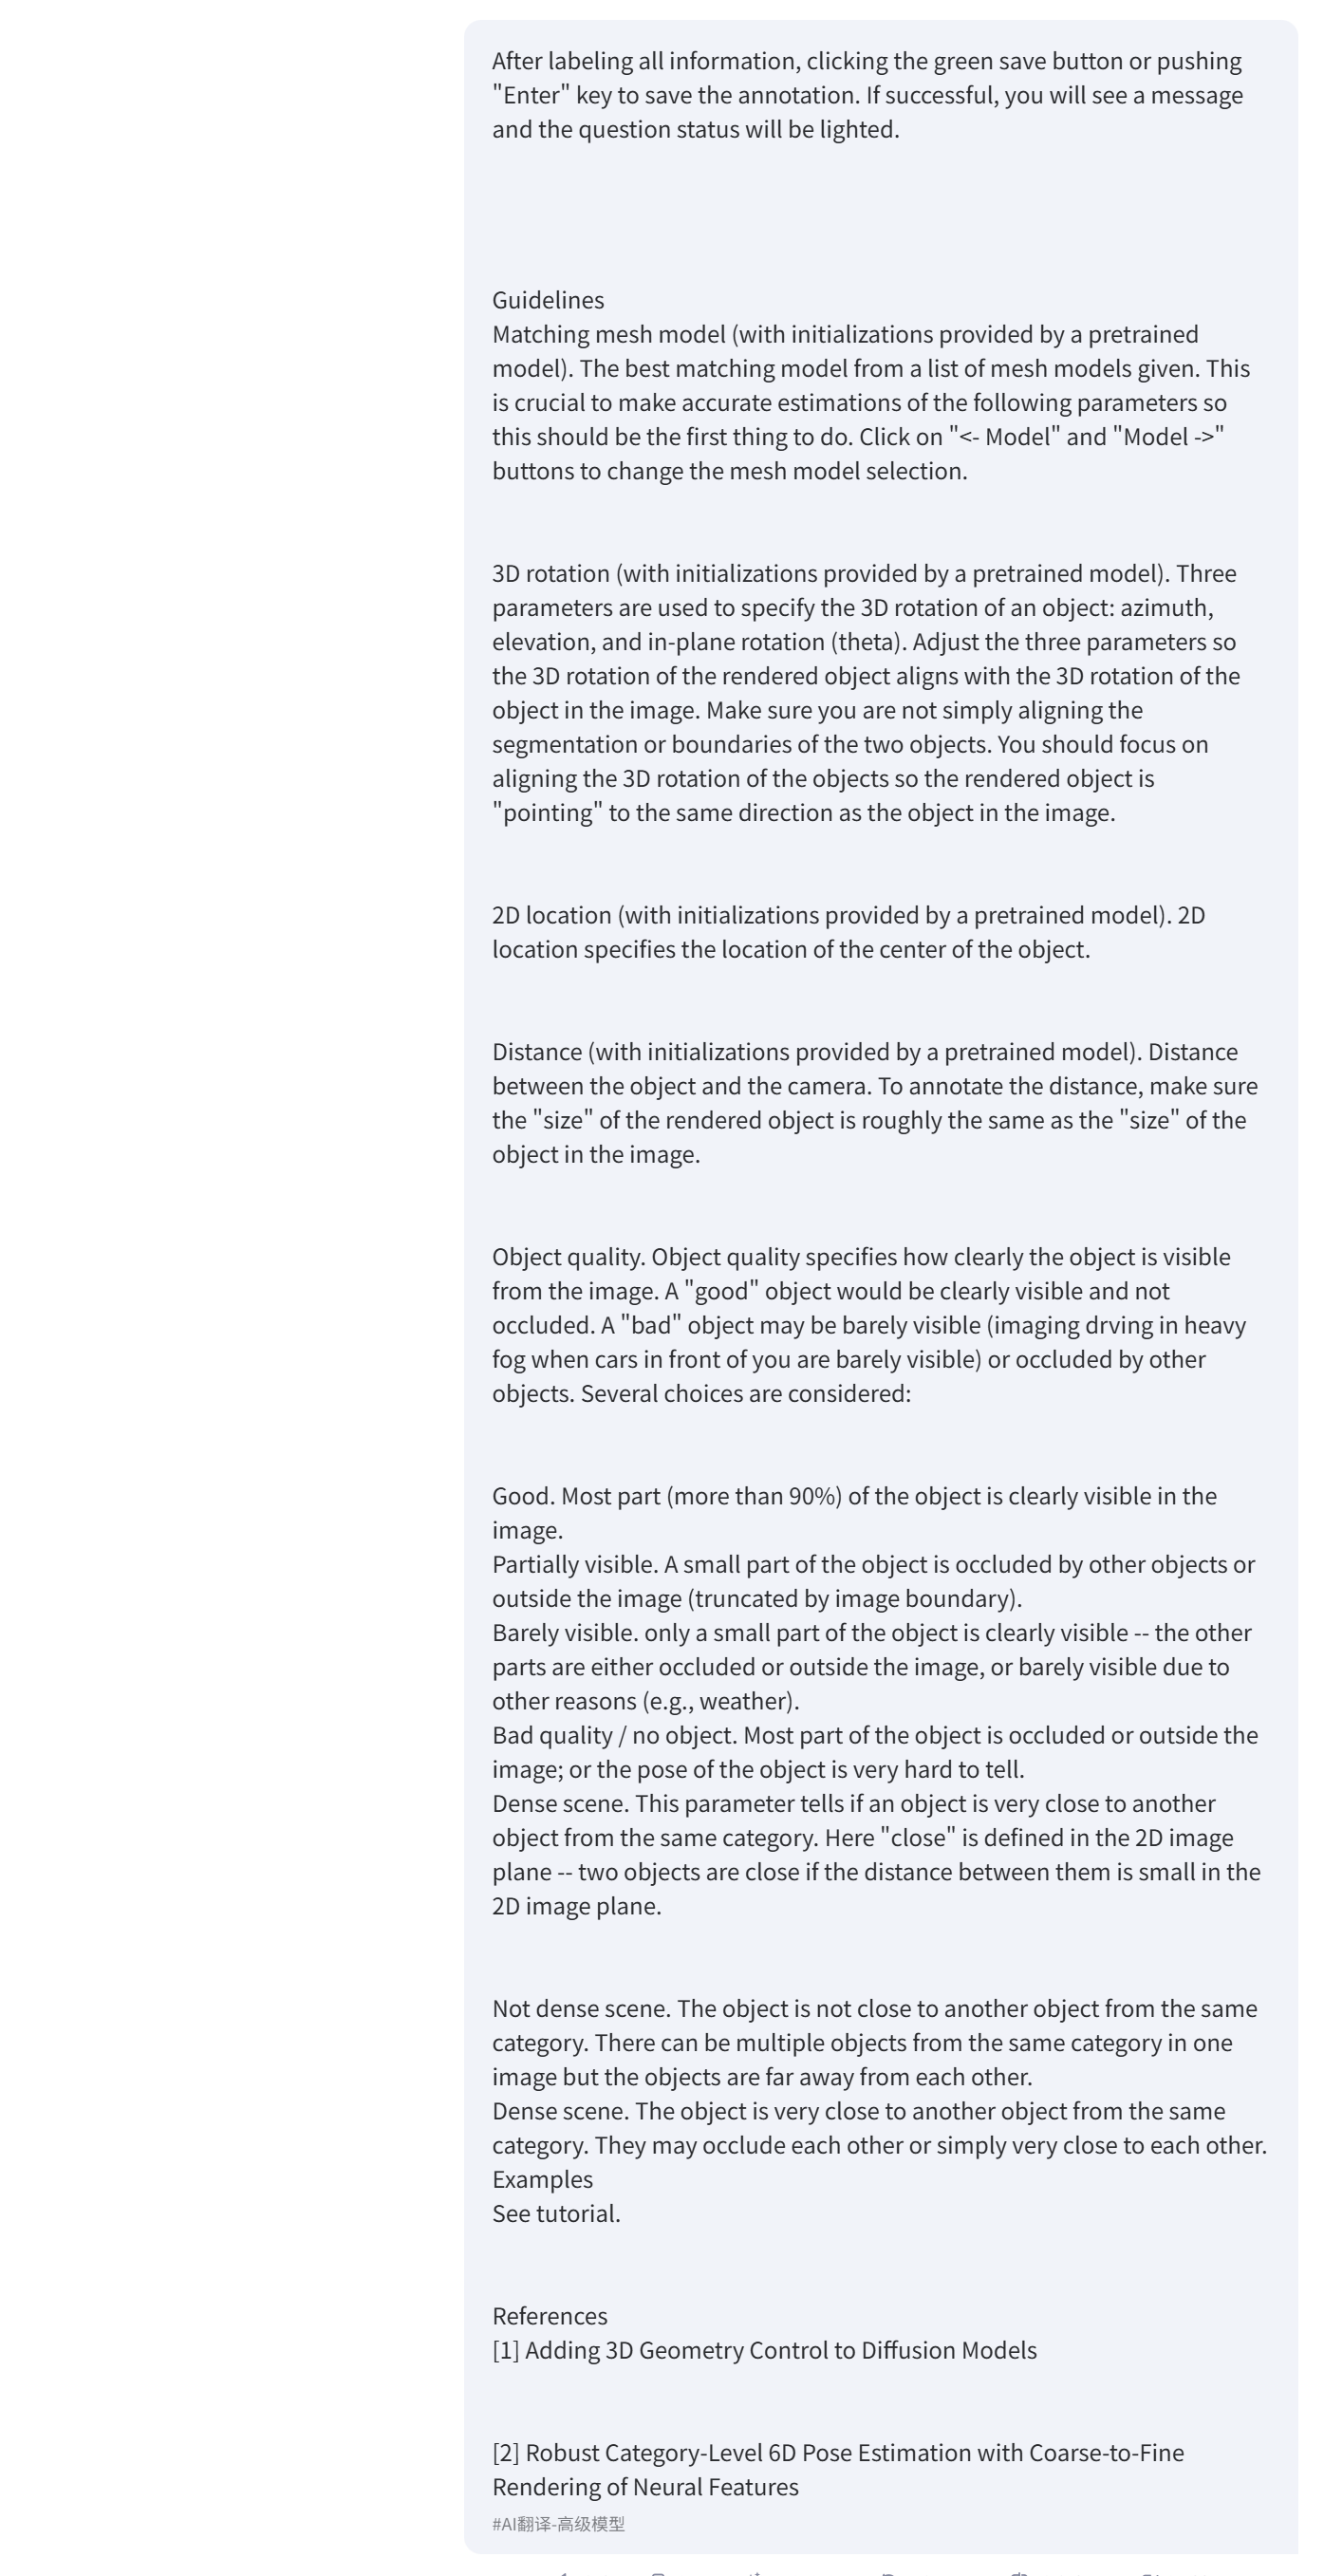 After labeling all information, clicking the green save button or pushing
"Enter" key to save the annotation. If successful, you will see a message
and the question status will be lighted.
Guidelines
Matching mesh model (with initializations provided by a pretrained
model). The best matching model from a list of mesh models given. This
is crucial to make accurate estimations of the following parameters so
this should be the first thing to do. Click on "<- Model" and "Model ->"
buttons to change the mesh model selection.
3D rotation (with initializations provided by a pretrained model). Three
parameters are used to specify the 3D rotation of an object: azimuth,
elevation, and in-plane rotation (theta). Adjust the three parameters so
the 3D rotation of the rendered object aligns with the 3D rotation of the
object in the image. Make sure you are not simply aligning the
segmentation or boundaries of the two objects. You should focus on
aligning the 3D rotation of the objects so the rendered object is
"pointing" to the same direction as the object in the image.
2D location (with initializations provided by a pretrained model). 2D
location specifies the location of the center of the object.
Distance (with initializations provided by a pretrained model). Distance
between the object and the camera. To annotate the distance, make sure
the "size" of the rendered object is roughly the same as the "size" of the
object in the image.
Object quality. Object quality specifies how clearly the object is visible
from the image. A "good" object would be clearly visible and not
occluded. A "bad" object may be barely visible (imaging drving in heavy
fog when cars in front of you are barely visible) or occluded by other
objects. Several choices are considered:
Good. Most part (more than 90%) of the object is clearly visible in the
image.
Partially visible. A small part of the object is occluded by other objects or
outside the image (truncated by image boundary).
Barely visible. only a small part of the object is clearly visible -- the other
parts are either occluded or outside the image, or barely visible due to
other reasons (e.g., weather).
Bad quality / no object. Most part of the object is occluded or outside the
image; or the pose of the object is very hard to tell.
Dense scene. This parameter tells if an object is very close to another
object from the same category. Here "close" is defined in the 2D image
plane -- two objects are close if the distance between them is small in the
2D image plane.
Not dense scene. The object is not close to another object from the same
category. There can be multiple objects from the same category in one
image but the objects are far away from each other.
Dense scene. The object is very close to another object from the same
category. They may occlude each other or simply very close to each other.
Examples
See tutorial.
References
[1] Adding 3D Geometry Control to Diffusion Models
[2] Robust Category-Level 6D Pose Estimation with Coarse-to-Fine
Rendering of Neural Features
#AI翻译-高级模型